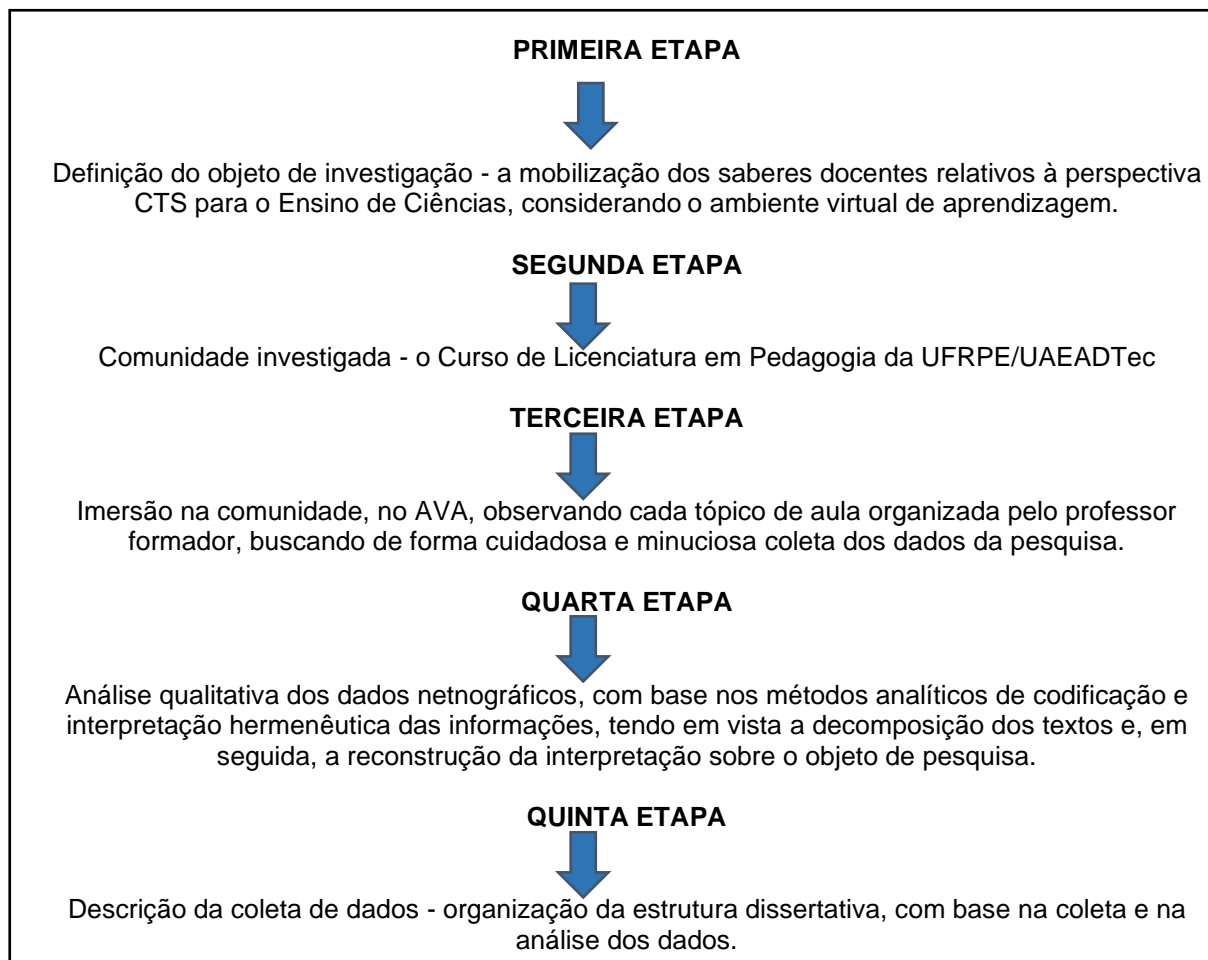 PRIMEIRA ETAPA
Definição do objeto de investigação - a mobilização dos saberes docentes relativos à perspectiva
CTS para o Ensino de Ciências, considerando o ambiente virtual de aprendizagem.
SEGUNDA ETAPA
Comunidade investigada - o Curso de Licenciatura em Pedagogia da UFRPE/UAEADTec
TERCEIRA ETAPA
Imersão na comunidade, no AVA, observando cada tópico de aula organizada pelo professor
formador, buscando de forma cuidadosa e minuciosa coleta dos dados da pesquisa.
QUARTA ETAPA
Análise qualitativa dos dados netnográficos, com base nos métodos analíticos de codificação e
interpretação hermenêutica das informações, tendo em vista a decomposição dos textos e, em
seguida, a reconstrução da interpretação sobre o objeto de pesquisa.
QUINTA ETAPA
Descrição da coleta de dados - organização da estrutura dissertativa, com base na coleta e na
análise dos dados.